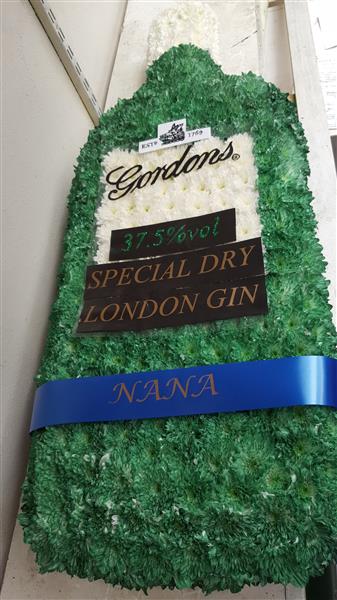 ESTD 1769
Gordon's®
37.5%vol
SPECIAL DRY
LONDON GIN
NANA